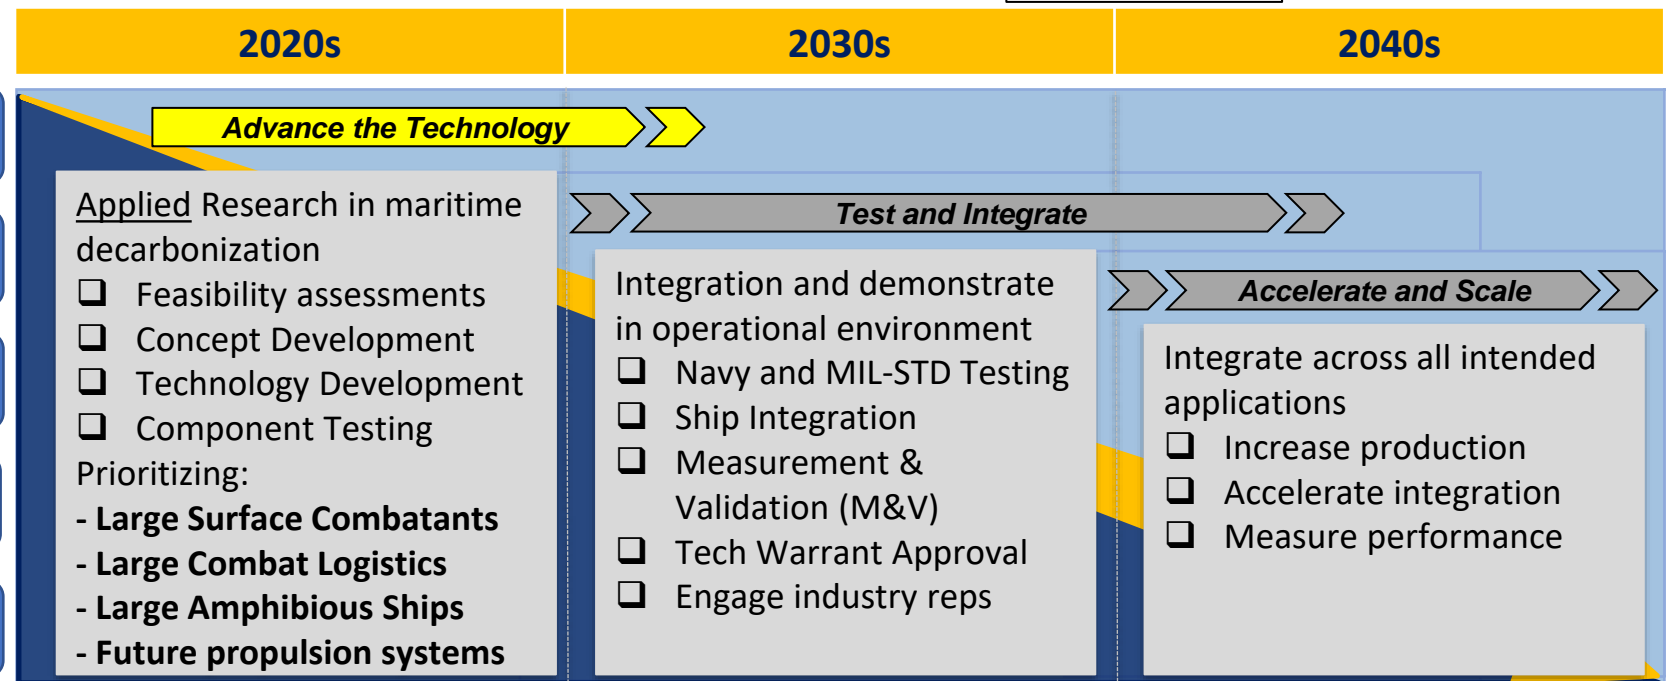 2020s
2030s
2040s
Advance the Technology
Applied Research in maritime
decarbonization
❑ Feasibility assessments
❑ Concept Development
❑ Technology Development
❑ Component Testing
Prioritizing:
- Large Surface Combatants
- Large Combat Logistics
- Large Amphibious Ships
- Future propulsion systems
Test and Integrate
Integration and demonstrate
in operational environment
❑ Navy and MIL-STD Testing
❑ Ship Integration
❑ Measurement &
Validation (M&V)
❑ Tech Warrant Approval
❑ Engage industry reps
Accelerate and Scale
Integrate across all intended
applications
❑ Increase production
❑ Accelerate integration
❑ Measure performance